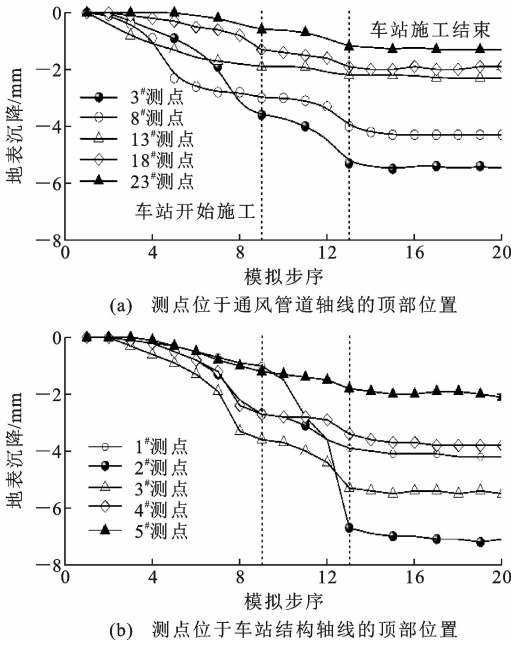 0
−2
−4
−6
−8
地表沉降/mm
车站施工结束
3#测点
8#测点
13#测点
18#测点
23#测点
车站开始施工
0 4 8 12 16 20
模拟步序
(a) 测点位于通风管道轴线的顶部位置
0
−2
−4
−6
−8
地表沉降/mm
1#测点
2#测点
3#测点
4#测点
5#测点
0 4 8 12 16 20
模拟步序
(b) 测点位于车站结构轴线的顶部位置